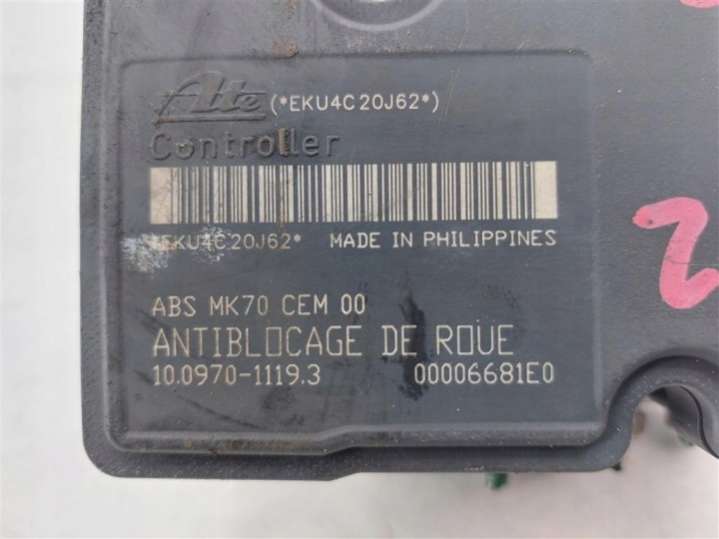 Ate (*EKU4C20J62*)
Controller
*EKU4C20J62* MADE IN PHILIPPINES
ABS MK70 CEM 00
ANTIBLOCAGE DE ROUE
10.0970-1119.3 00006681E0